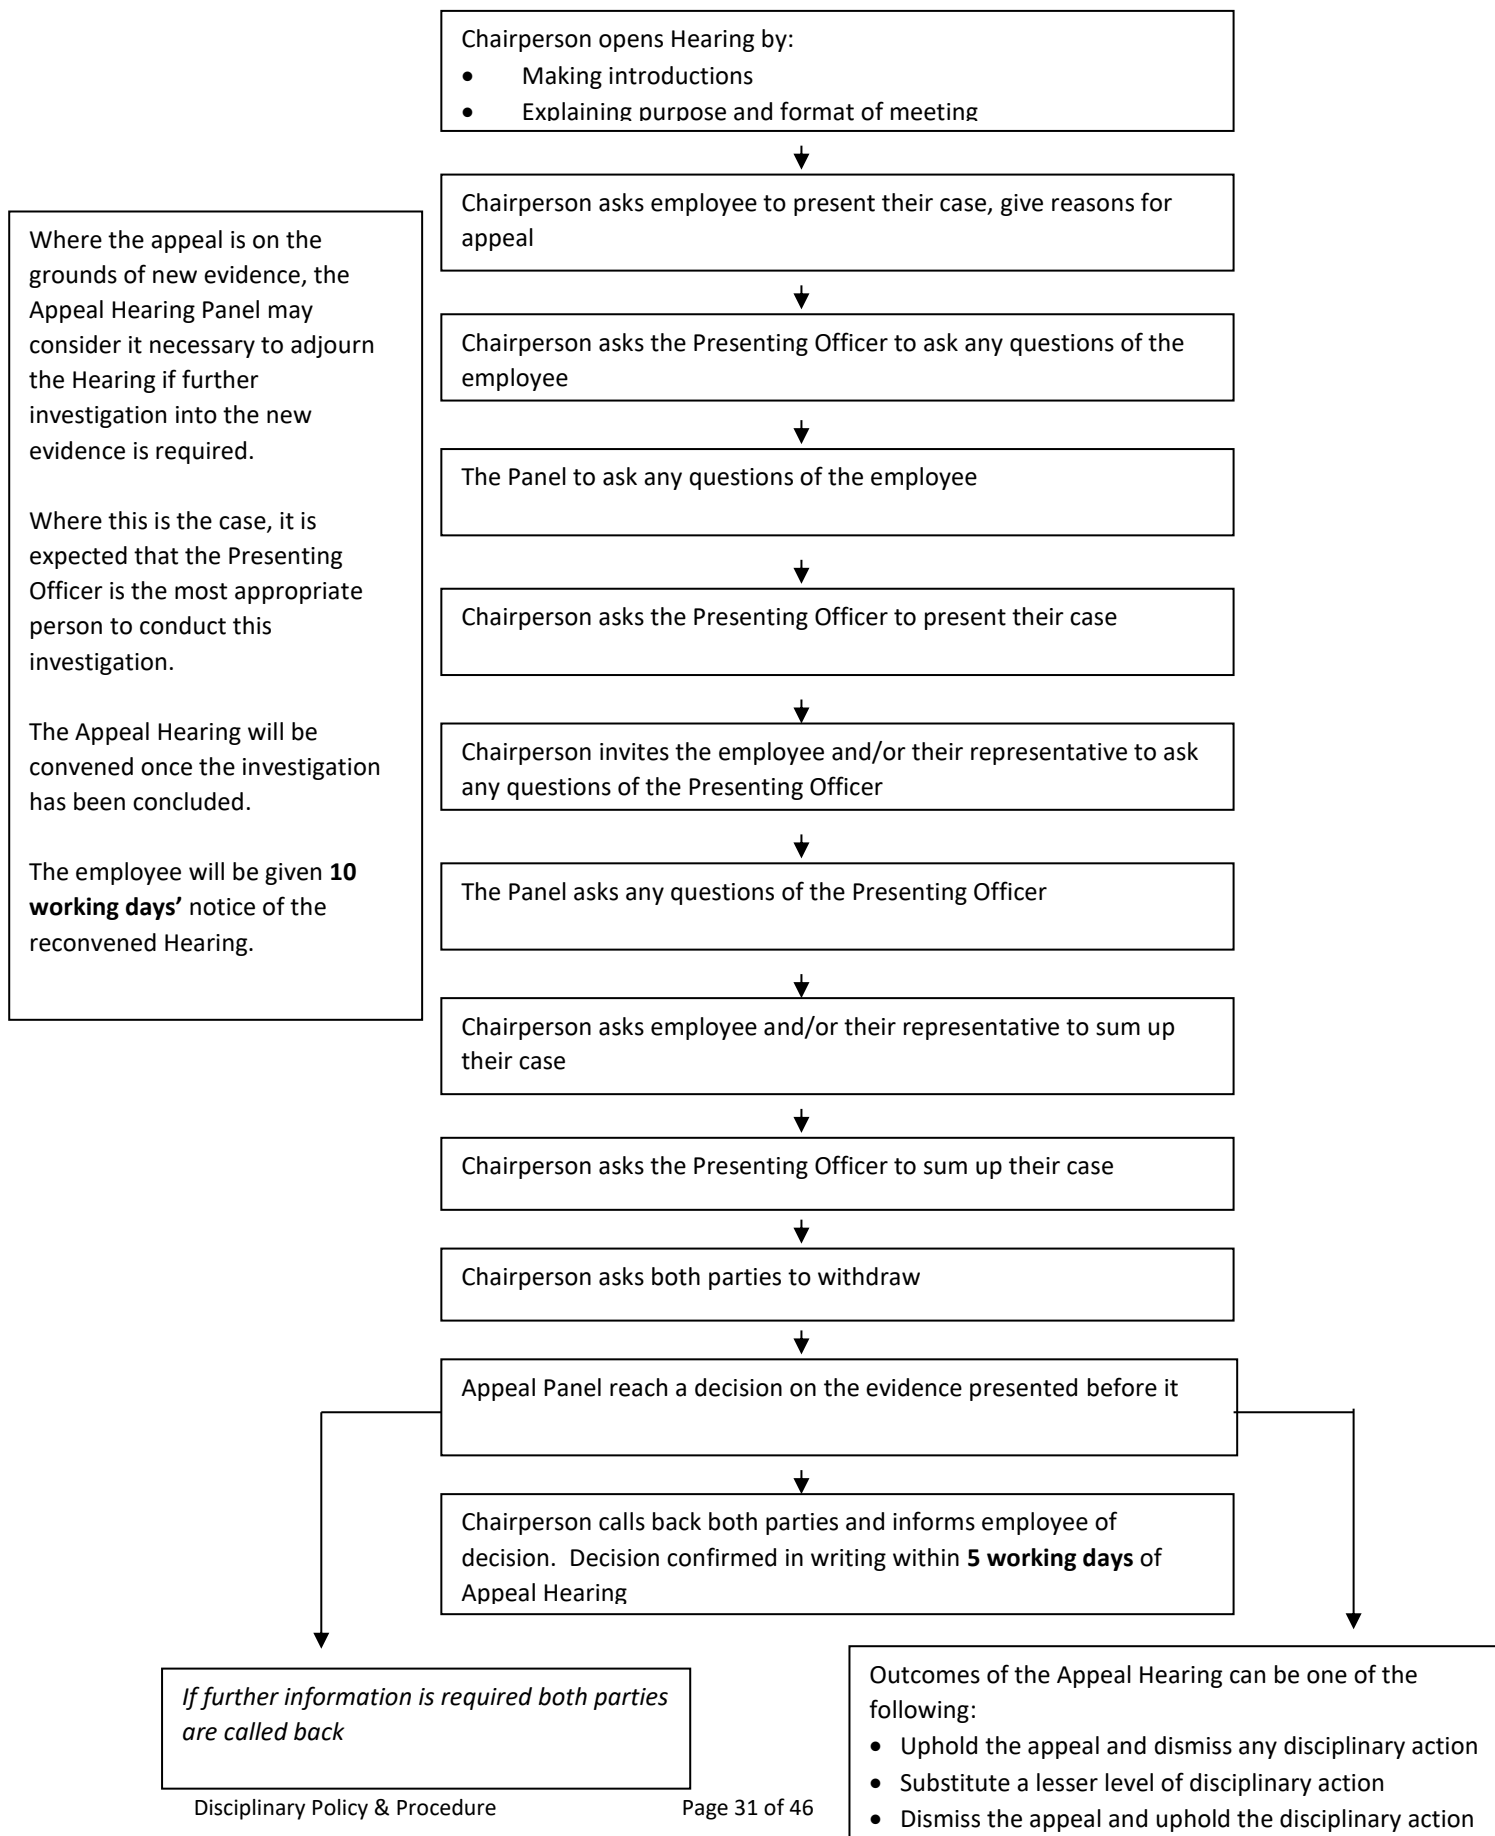 Chairperson opens Hearing by:
• Making introductions
• Explaining purpose and format of meeting
Chairperson asks employee to present their case, give reasons for
appeal
Where the appeal is on the
grounds of new evidence, the
Appeal Hearing Panel may
consider it necessary to adjourn
the Hearing if further
investigation into the new
evidence is required.
Where this is the case, it is
expected that the Presenting
Officer is the most appropriate
person to conduct this
investigation.
The Appeal Hearing will be
convened once the investigation
has been concluded.
The employee will be given 10
working days’ notice of the
reconvened Hearing.
Chairperson asks the Presenting Officer to ask any questions of the
employee
The Panel to ask any questions of the employee
Chairperson asks the Presenting Officer to present their case
Chairperson invites the employee and/or their representative to ask
any questions of the Presenting Officer
The Panel asks any questions of the Presenting Officer
Chairperson asks employee and/or their representative to sum up
their case
Chairperson asks the Presenting Officer to sum up their case
Chairperson asks both parties to withdraw
Appeal Panel reach a decision on the evidence presented before it
Chairperson calls back both parties and informs employee of
decision. Decision confirmed in writing within 5 working days of
Appeal Hearing
If further information is required both parties
are called back
Outcomes of the Appeal Hearing can be one of the
following:
• Uphold the appeal and dismiss any disciplinary action
• Substitute a lesser level of disciplinary action
• Dismiss the appeal and uphold the disciplinary action
Disciplinary Policy & Procedure Page 31 of 46